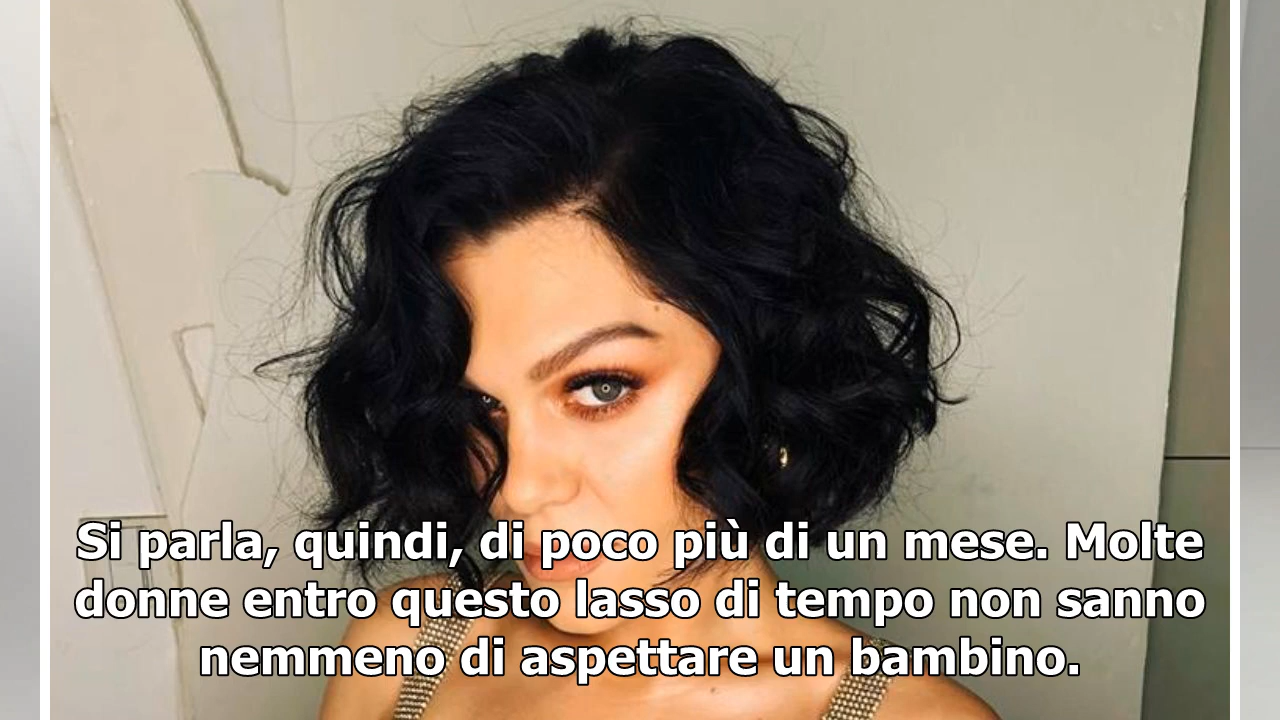 Si parla, quindi, di poco più di un mese. Molte
donne entro questo lasso di tempo non sanno
nemmeno di aspettare un bambino.